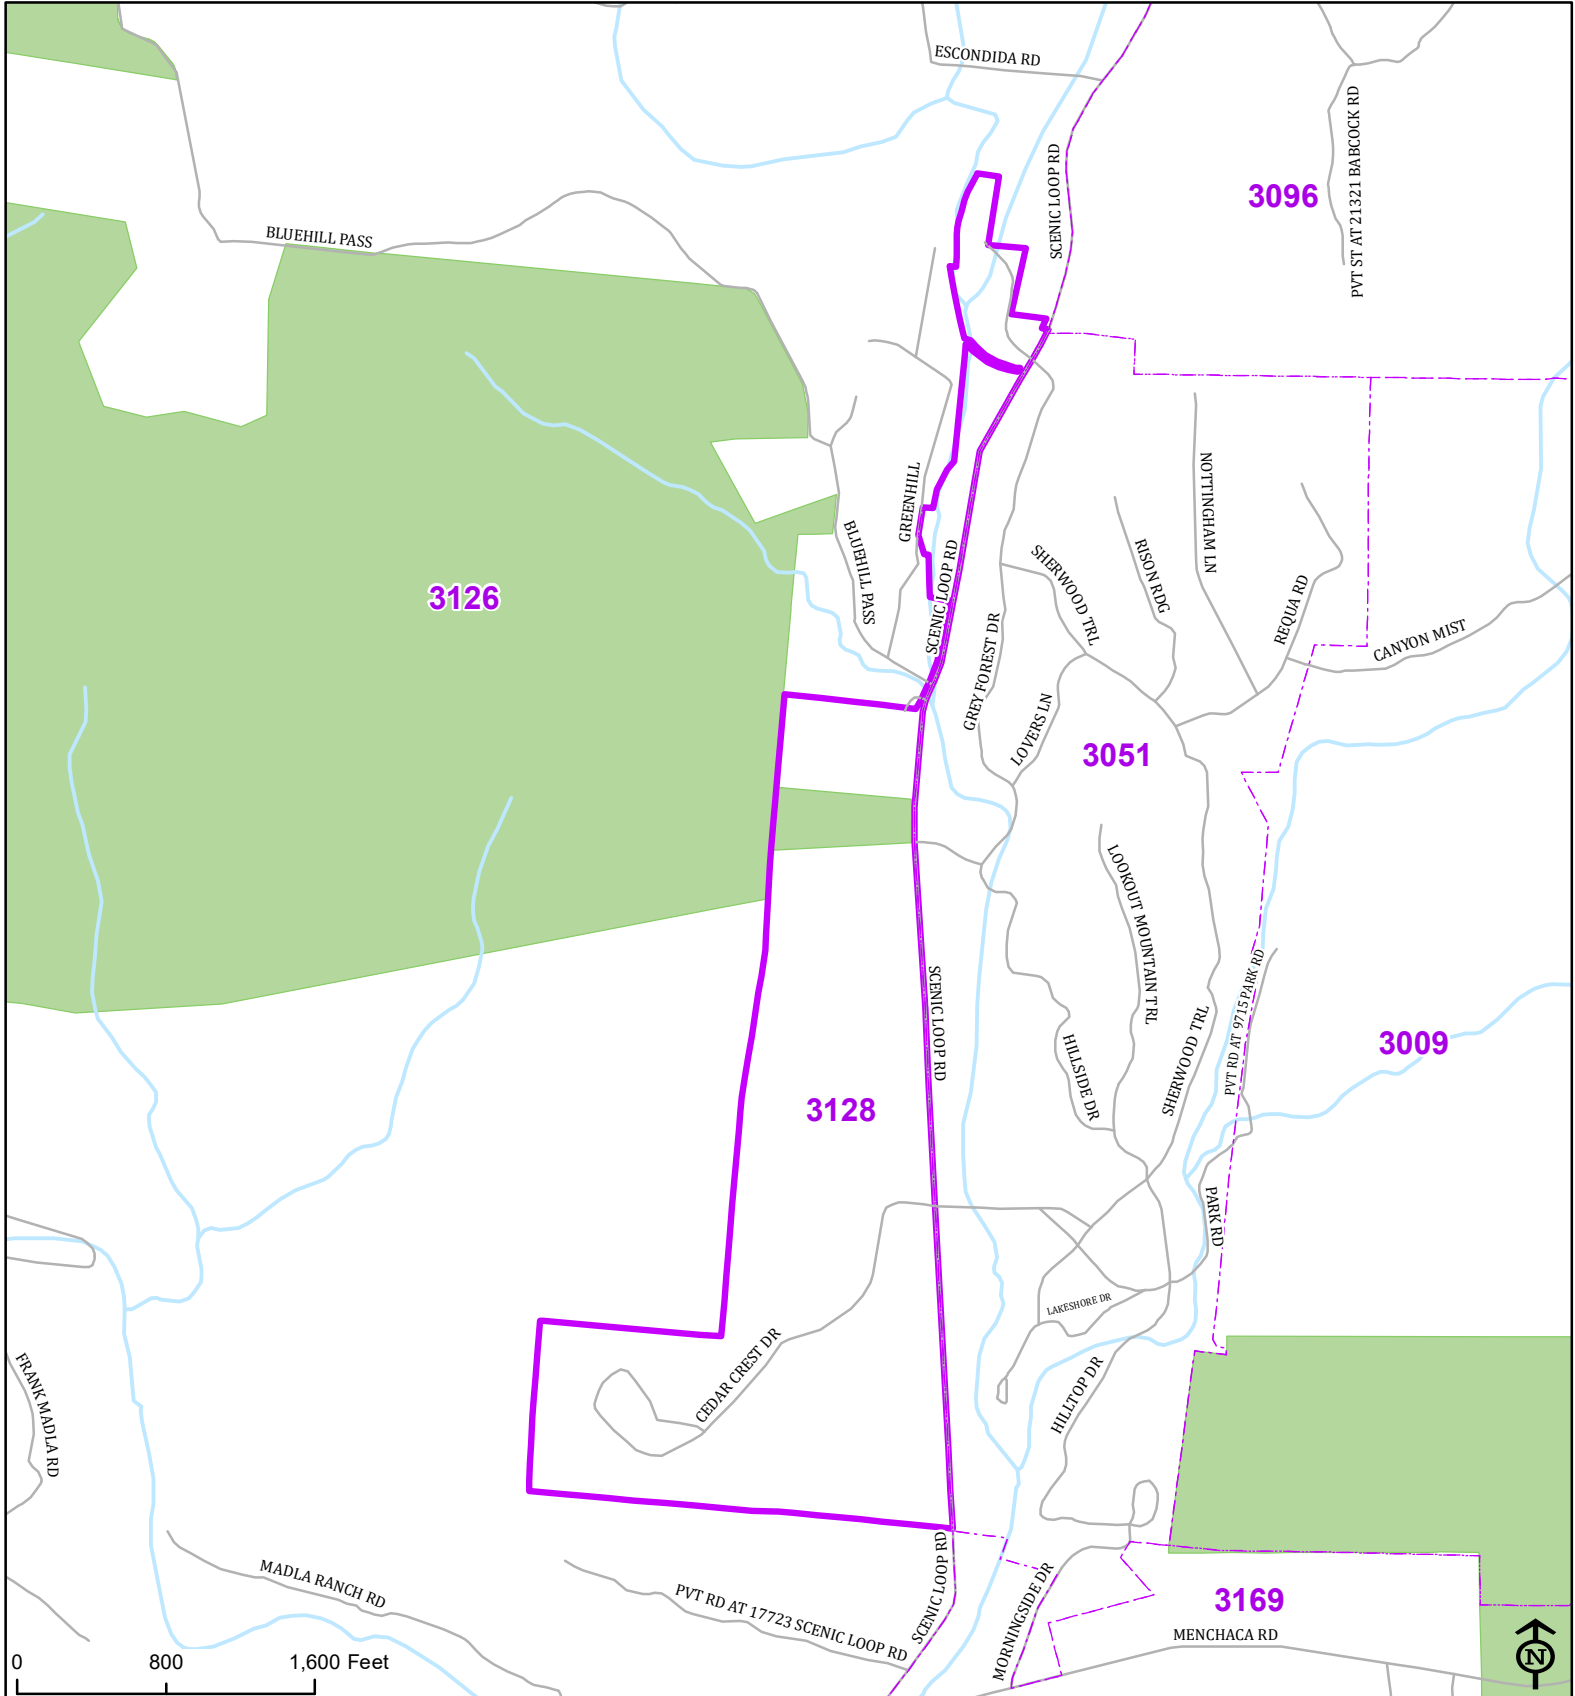 ESCONDIDA RD
PVT ST AT 21321 BABCOCK RD
SCENIC LOOP RD
3096
BLUEHILL PASS
GREENHILL
NOTTINGHAM LN
BLUEHILL PASS
SCENIC LOOP RD
SHERWOOD TRL
RISON RDG
REQUA RD
3126
CANYON MIST
GREY FOREST DR
LOVERS LN
3051
LOOKOUT MOUNTAIN TRL
SCENIC LOOP RD
PVT RD AT 9715 PARK RD
HILLSIDE DR
SHERWOOD TRL
3009
3128
PARK RD
LAKESHORE DR
CEDAR CREST DR
HILLTOP DR
FRANK MADLA RD
MADLA RANCH RD
PVT RD AT 17723 SCENIC LOOP RD
SCENIC LOOP RD
MORNINGSIDE DR
3169
MENCHACA RD
0 800 1,600 Feet
N